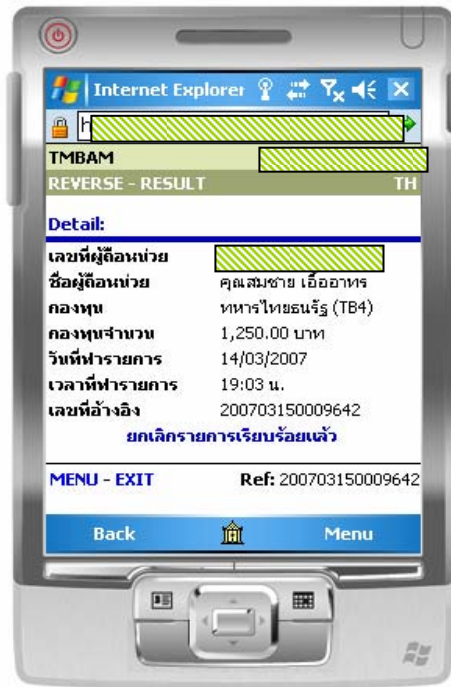 Internet Explorer
h
TMBAM
REVERSE - RESULT TH
Detail:
เลขที่ผู้ถือหน่วย
ชื่อผู้ถือหน่วย คุณสมชาย เอื้ออาทร
กองทุน ทหารไทยธนรัฐ (TB4)
กองทุนจำนวน 1,250.00 บาท
วันที่ทำรายการ 14/03/2007
เวลาที่ทำรายการ 19:03 น.
เลขที่อ้างอิง 200703150009642
ยกเลิกรายการเรียบร้อยแล้ว
MENU - EXIT Ref: 200703150009642
Back Menu